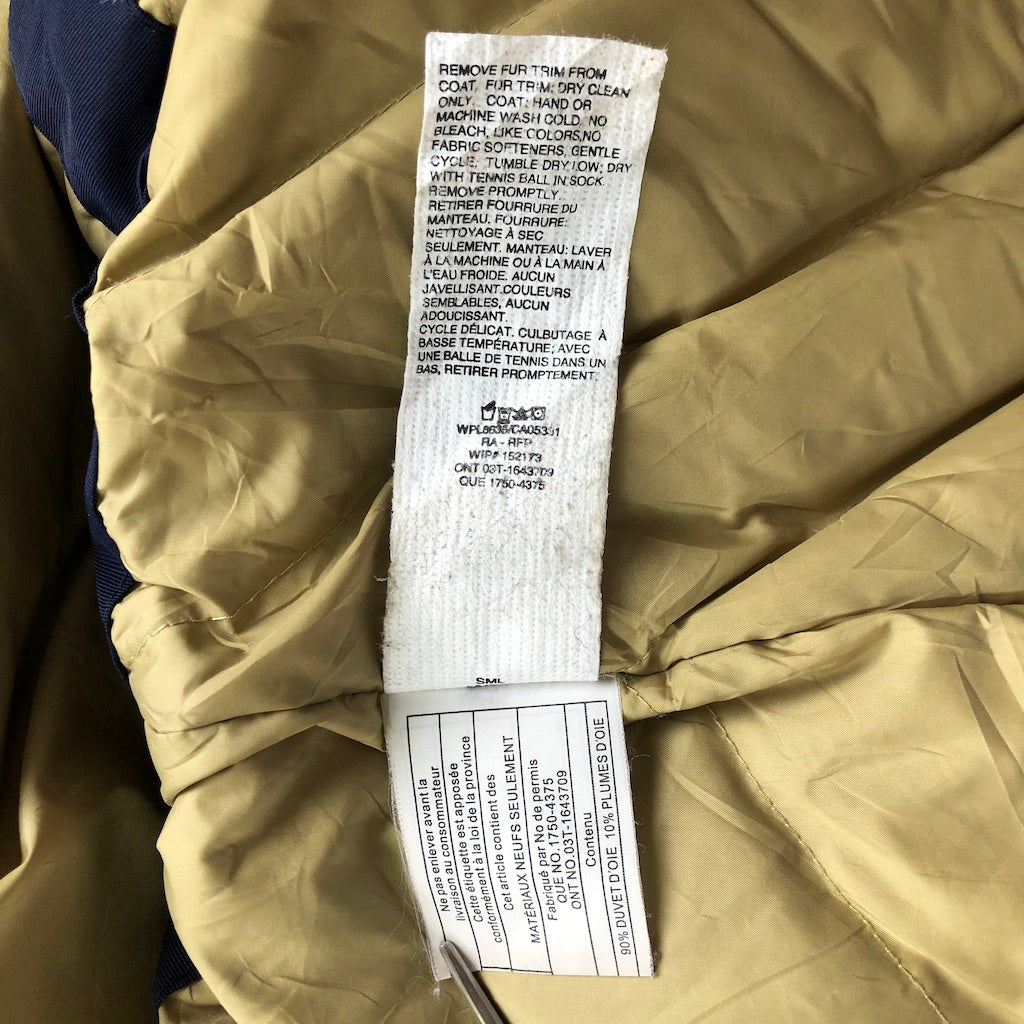 REMOVE FUR TRIM FROM
COAT. FUR TRIM: DRY CLEAN
ONLY. COAT: HAND OR
MACHINE WASH COLD. NO
BLEACH, LIKE COLORS,NO
FABRIC SOFTENERS, GENTLE
CYCLE. TUMBLE DRY LOW; DRY
WITH TENNIS BALL IN SOCK.
REMOVE PROMPTLY.
RETIRER FOURRURE DU
MANTEAU. FOURRURE:
NETTOYAGE À SEC
SEULEMENT. MANTEAU: LAVER
À LA MACHINE OU À LA MAIN À
L'EAU FROIDE. AUCUN
JAVELLISANT.COULEURS
SEMBLABLES, AUCUN
ADOUCISSANT.
CYCLE DÉLICAT. CULBUTAGE À
BASSE TEMPÉRATURE; AVEC
UNE BALLE DE TENNIS DANS UN
BAS, RETIRER PROMPTEMENT.
RA - RFP
WIP# 152173
ONT 03T-1643709
QUE 1750-4375
SML
Ne pas enlever avant la
livraison au consommateur
Cette étiquette est apposée
conformément à la loi de la province
Cet article contient des
MATÉRIAUX NEUFS SEULEMENT
Fabriqué par No de permis
QUE NO.1750-4375
ONT NO.03T-1643709
Contenu
90% DUVET D'OIE 10% PLUMES D'OIE